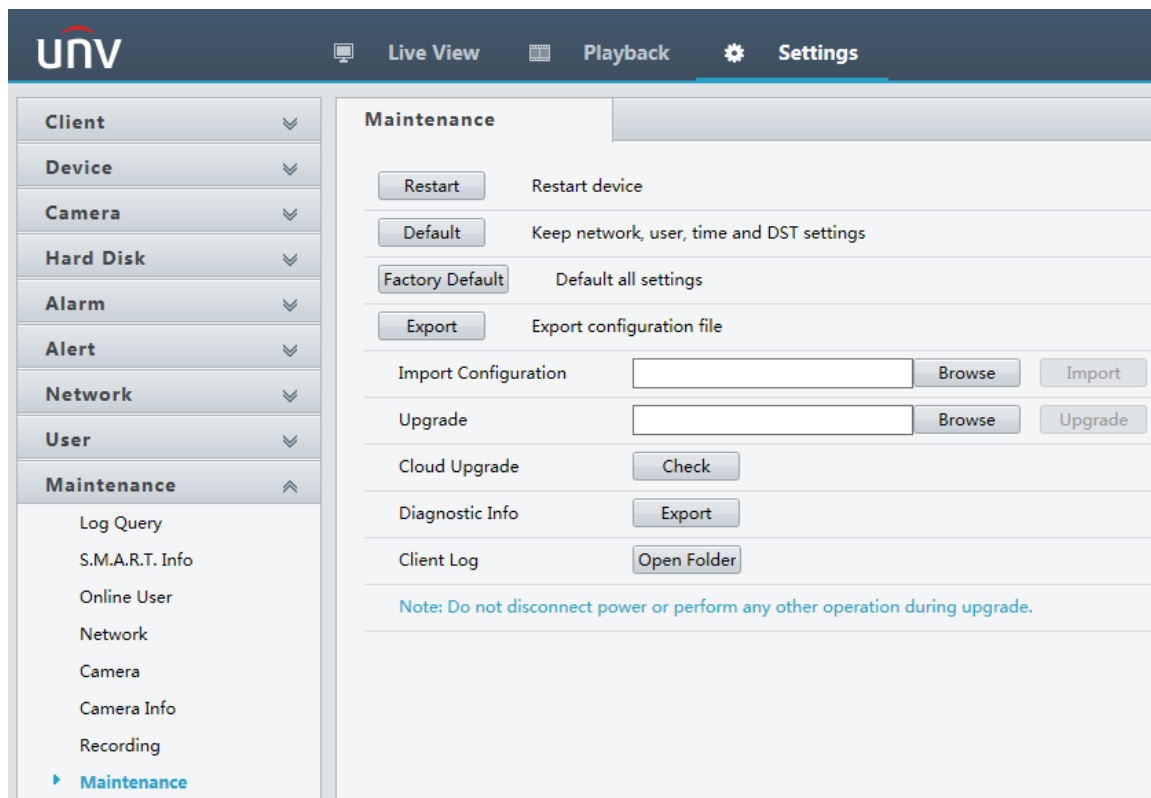 unv
Live View
Playback
Settings
Client
Device
Camera
Hard Disk
Alarm
Alert
Network
User
Maintenance
Log Query
S.M.A.R.T. Info
Online User
Network
Camera
Camera Info
Recording
Maintenance
Maintenance
Restart Restart device
Default Keep network, user, time and DST settings
Factory Default Default all settings
Export Export configuration file
Import Configuration Browse Import
Upgrade Browse Upgrade
Cloud Upgrade Check
Diagnostic Info Export
Client Log Open Folder
Note: Do not disconnect power or perform any other operation during upgrade.